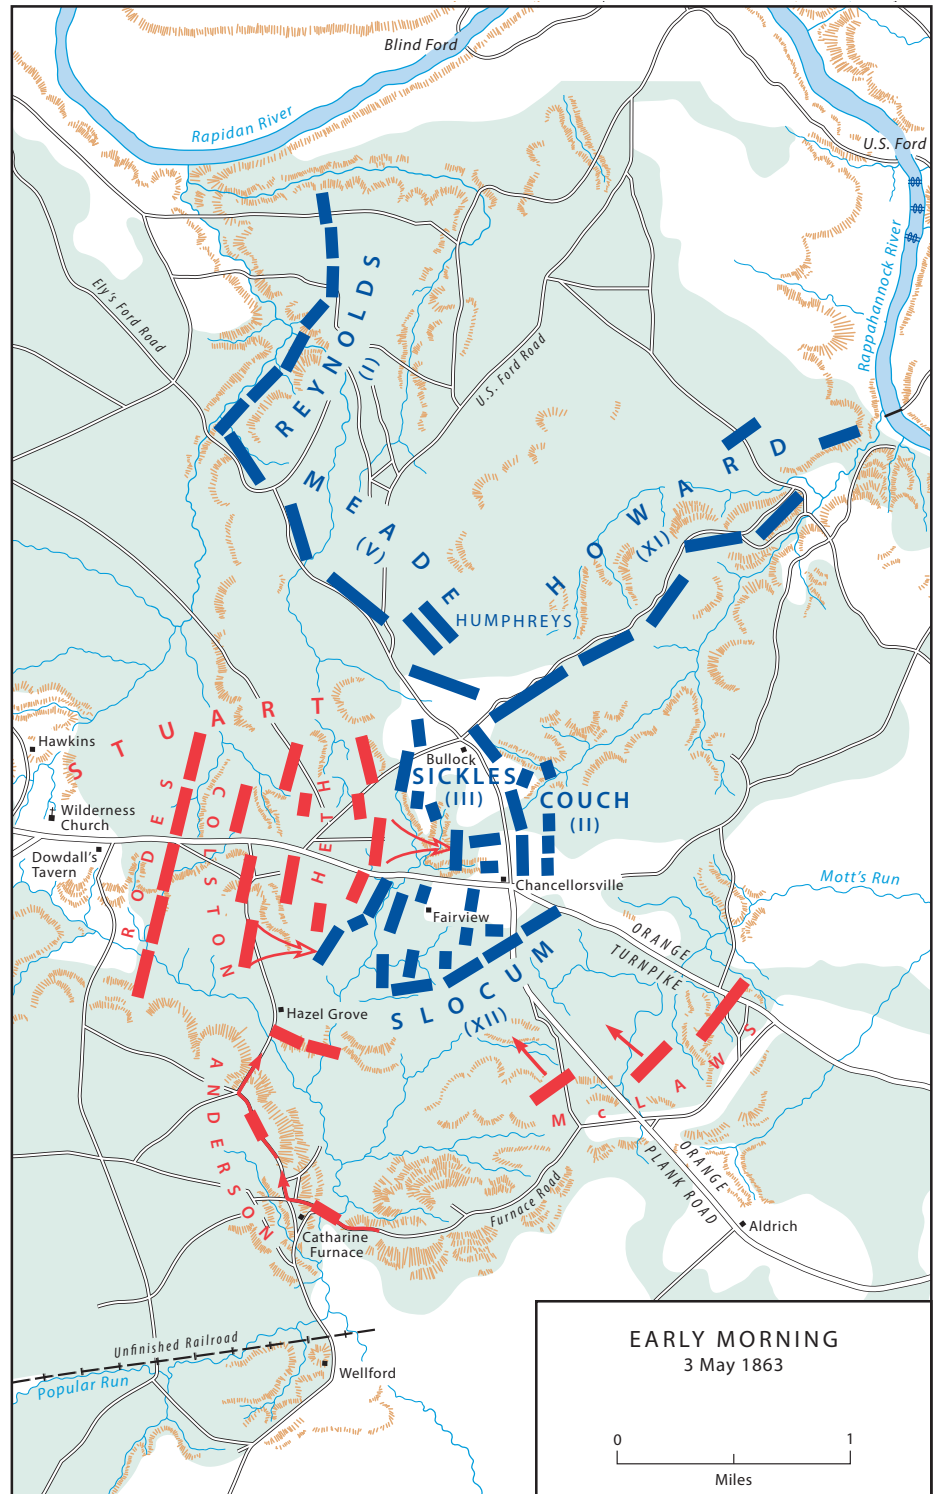 Blind Ford
Rapidan River
U.S. Ford
Rappahannock River
Ely's Ford Road
REYNOLDS
(I)
U.S. Ford Road
MEADE
(V)
HOWARD
(XI)
HUMPHREYS
STUART
Hawkins
Bullock
SICKLES
(III)
COUCH
(II)
Wilderness
Church
RODES
COLSTON
HETH
Dowdall's
Tavern
Chancellorsville
Mott's Run
Fairview
ORANGE
TURNPIKE
SLOCUM
(XII)
Hazel Grove
ANDERSON
McLAWS
ORANGE
PLANK ROAD
Furnace Road
Aldrich
Catharine
Furnace
Unfinished Railroad
Popular Run
Wellford
EARLY MORNING
3 May 1863
0 1
Miles